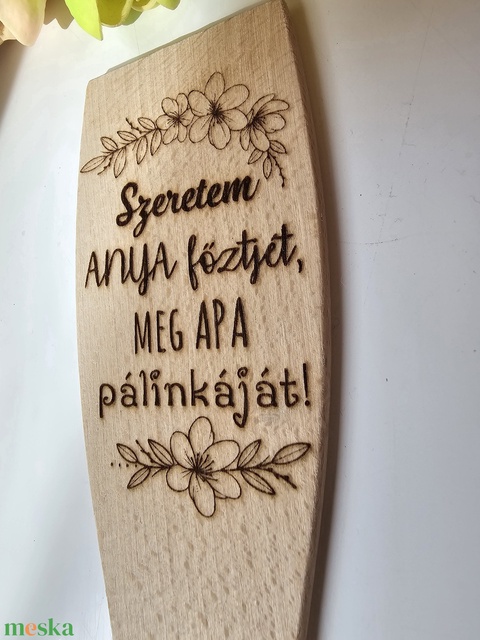 Szeretem
ANYA főztjét,
MEG APA
pálinkáját!
meska